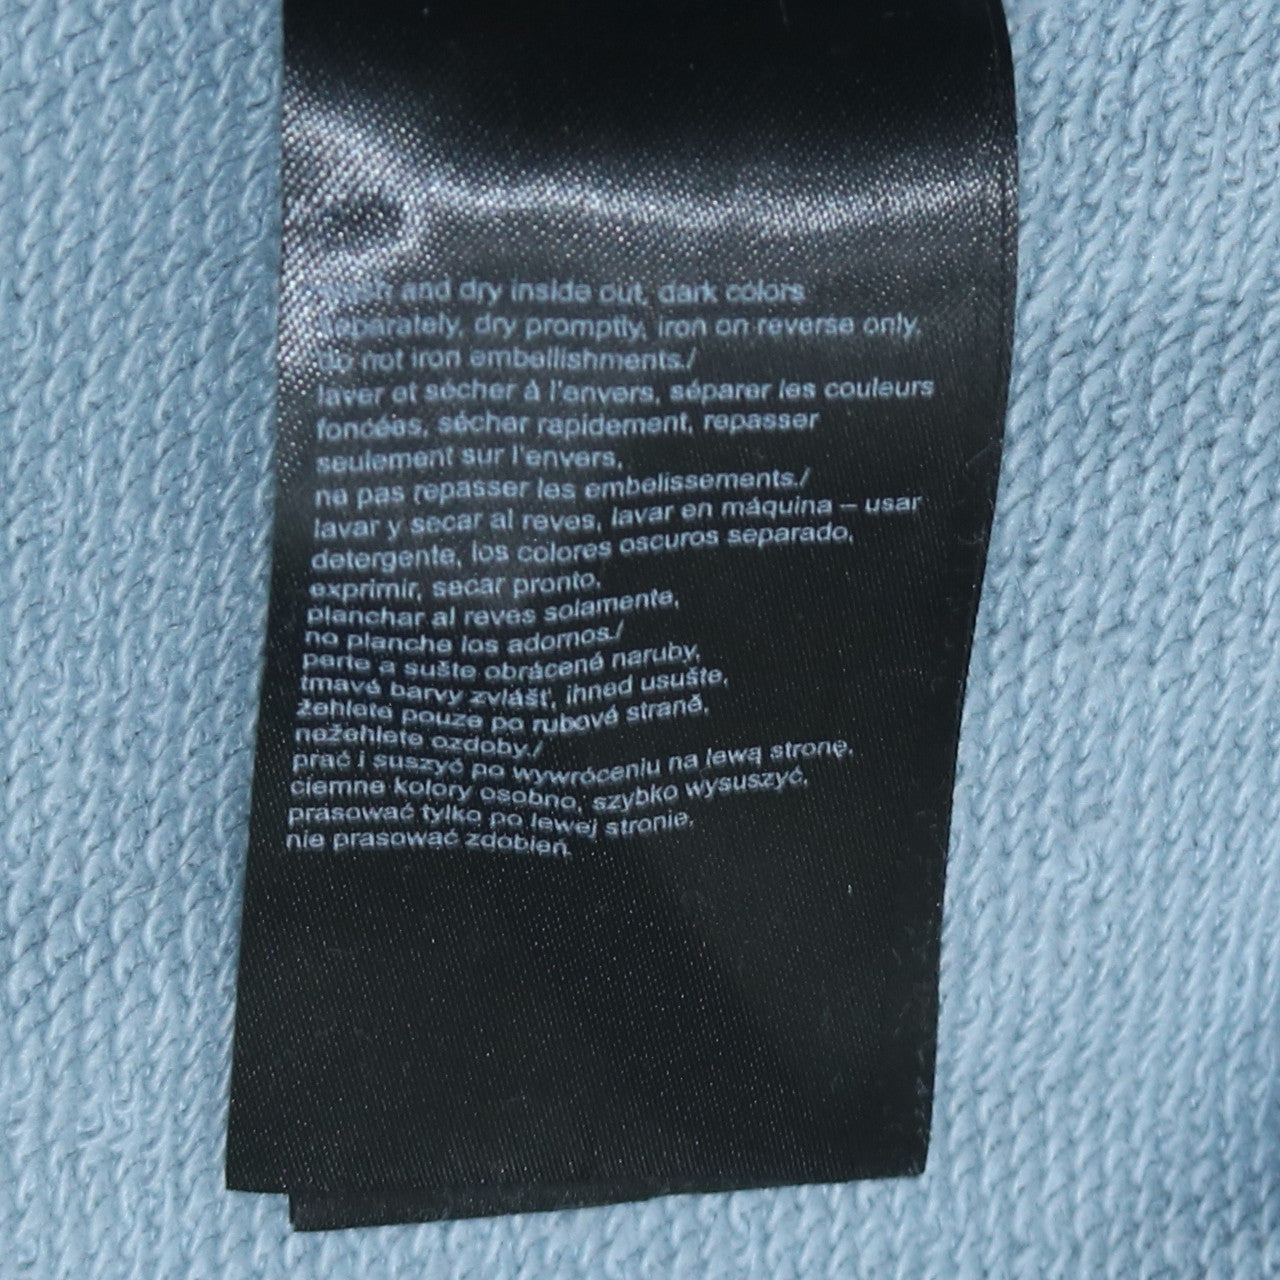 and dry inside out, dark colors
separately, dry promptly, iron on reverse only,
do not iron embellishments./
laver et sécher à l'envers, séparer les couleurs
foncées, sécher rapidement, repasser
seulement sur l'envers,
ne pas repasser les embelissements./
lavar y secar al reves, lavar en máquina – usar
detergente, los colores oscuros separado,
exprimir, secar pronto,
planchar al reves solamente,
no planche los adornos./
perte a sušte obrácené naruby,
tmavé barvy zvlášť, ihned usušte,
žehlete pouze po rubové straně,
nežehlete ozdoby./
prać i suszyć po wywróceniu na lewą stronę,
ciemne kolory osobno, szybko wysuszyć,
prasować tylko po lewej stronie,
nie prasować zdobień.